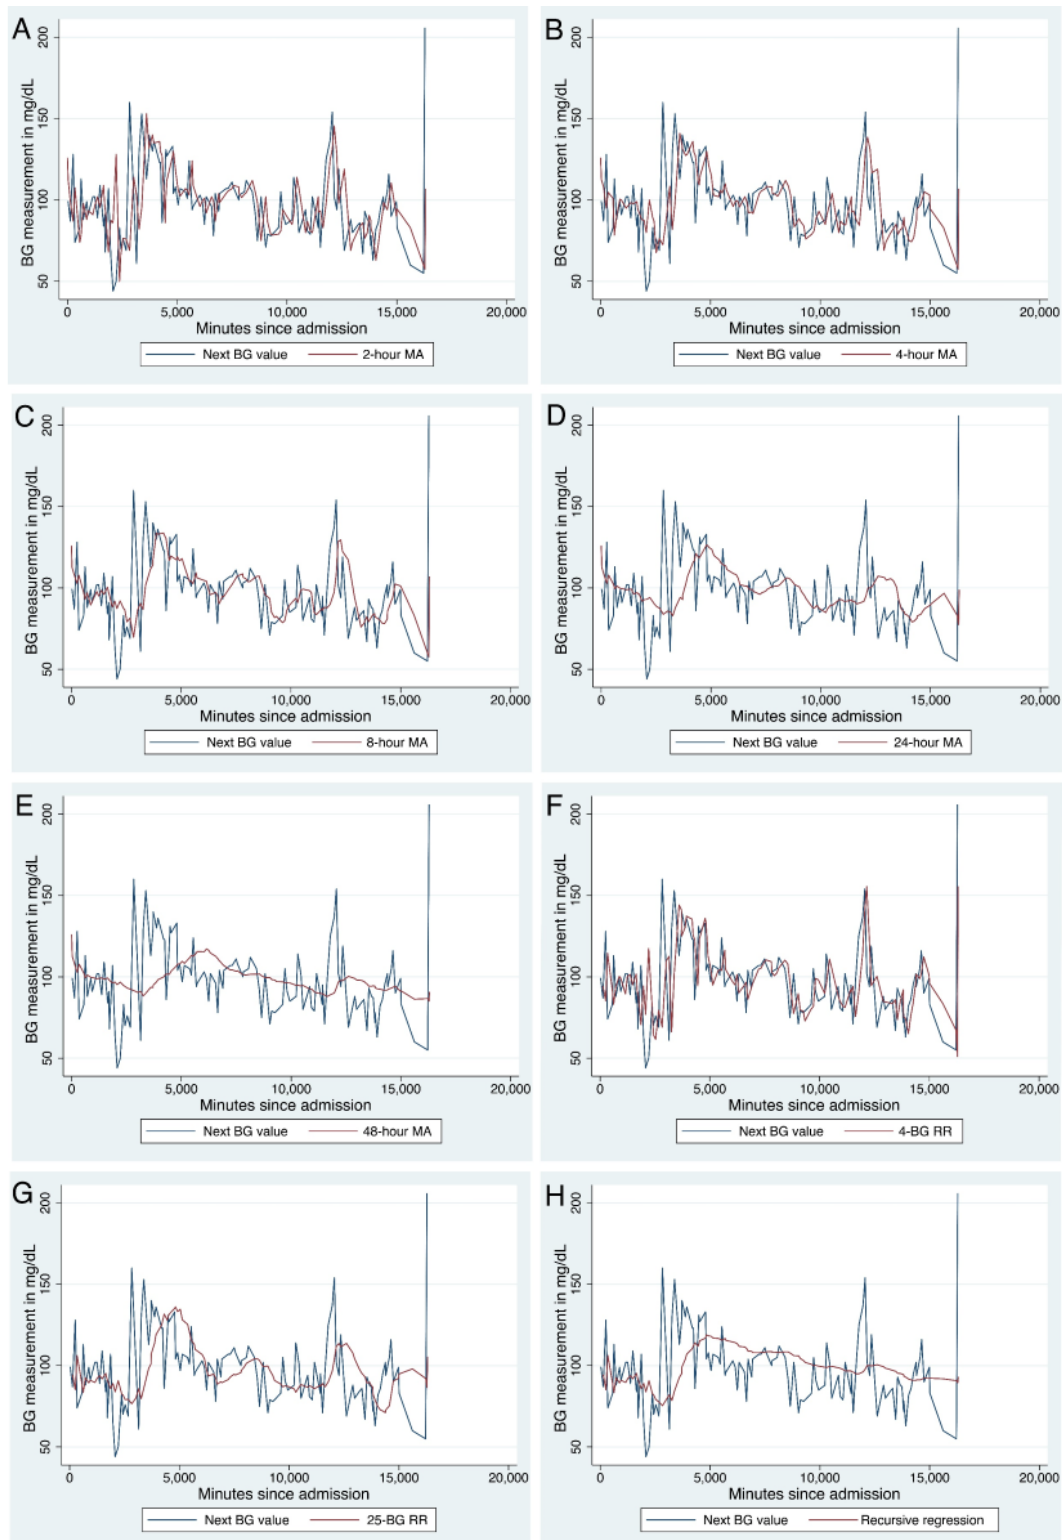 A
BG measurement in mg/dL
200
150
100
50
0
5,000
10,000
15,000
20,000
Minutes since admission
Next BG value
2-hour MA
B
BG measurement in mg/dL
200
150
100
50
0
5,000
10,000
15,000
20,000
Minutes since admission
Next BG value
4-hour MA
C
BG measurement in mg/dL
200
150
100
50
0
5,000
10,000
15,000
20,000
Minutes since admission
Next BG value
8-hour MA
D
BG measurement in mg/dL
200
150
100
50
0
5,000
10,000
15,000
20,000
Minutes since admission
Next BG value
24-hour MA
E
BG measurement in mg/dL
200
150
100
50
0
5,000
10,000
15,000
20,000
Minutes since admission
Next BG value
48-hour MA
F
BG measurement in mg/dL
200
150
100
50
0
5,000
10,000
15,000
20,000
Minutes since admission
Next BG value
4-BG RR
G
BG measurement in mg/dL
200
150
100
50
0
5,000
10,000
15,000
20,000
Minutes since admission
Next BG value
25-BG RR
H
BG measurement in mg/dL
200
150
100
50
0
5,000
10,000
15,000
20,000
Minutes since admission
Next BG value
Recursive regression